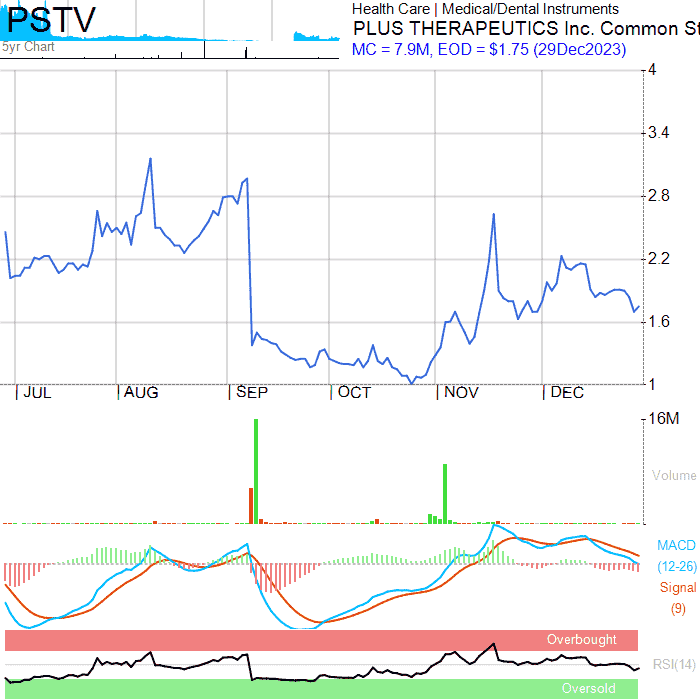 PSTV
5yr Chart
Health Care | Medical/Dental Instruments
PLUS THERAPEUTICS Inc. Common St
MC = 7.9M, EOD = $1.75 (29Dec2023)
4
3.4
2.8
2.2
1.6
1
JUL AUG SEP OCT NOV DEC
16M
Volume
MACD
(12-26)
Signal
(9)
Overbought
RSI(14)
Oversold